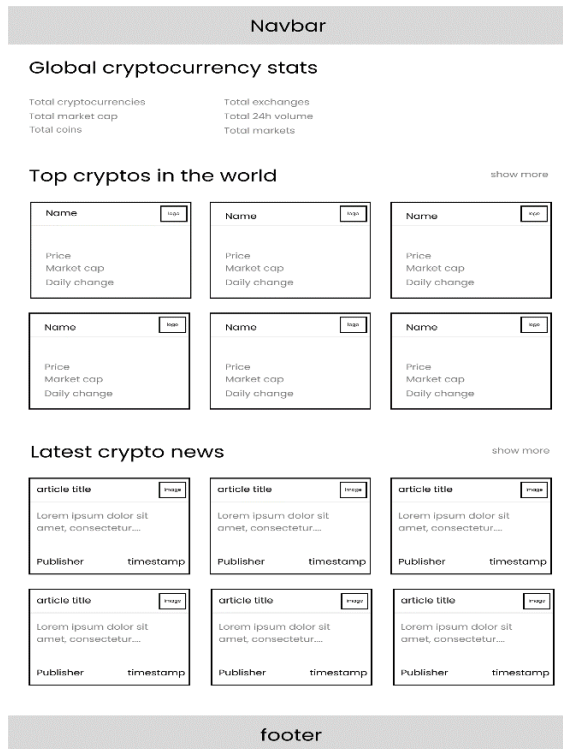 Navbar
Global cryptocurrency stats
Total cryptocurrencies
Total exchanges
Total market cap
Total 24h volume
Total coins
Total markets
Top cryptos in the world
show more
Name
logo
Name
logo
Name
logo
Price
Price
Price
Market cap
Market cap
Market cap
Daily change
Daily change
Daily change
Name
logo
Name
logo
Name
logo
Price
Price
Price
Market cap
Market cap
Market cap
Daily change
Daily change
Daily change
Latest crypto news
show more
article title
image
article title
image
article title
image
Lorem ipsum dolor sit
amet, consectetur....
Lorem ipsum dolor sit
amet, consectetur....
Lorem ipsum dolor sit
amet, consectetur....
Publisher
timestamp
Publisher
timestamp
Publisher
timestamp
article title
image
article title
image
article title
image
Lorem ipsum dolor sit
amet, consectetur....
Lorem ipsum dolor sit
amet, consectetur....
Lorem ipsum dolor sit
amet, consectetur....
Publisher
timestamp
Publisher
timestamp
Publisher
timestamp
footer